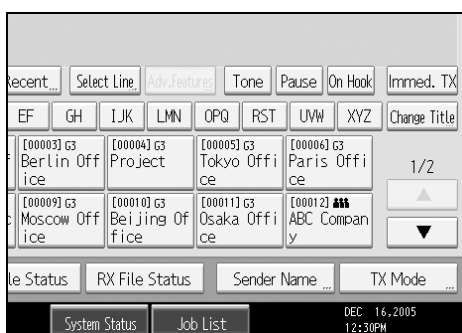 Recent Select Line Adv.Features Tone Pause On Hook Immed. TX
EF GH IJK LMN OPQ RST UVW XYZ Change Title
[00003] G3 [00004] G3 [00005] G3 [00006] G3
Berlin Off Project Tokyo Offi Paris Offi
ice ce ce
1/2
[00009] G3 [00010] G3 [00011] G3 [00012]
Moscow Off Beijing Of Osaka Offi ABC Compan
ice fice ce y
le Status RX File Status Sender Name ... TX Mode ...
System Status Job List DEC 16,2005
12:30PM